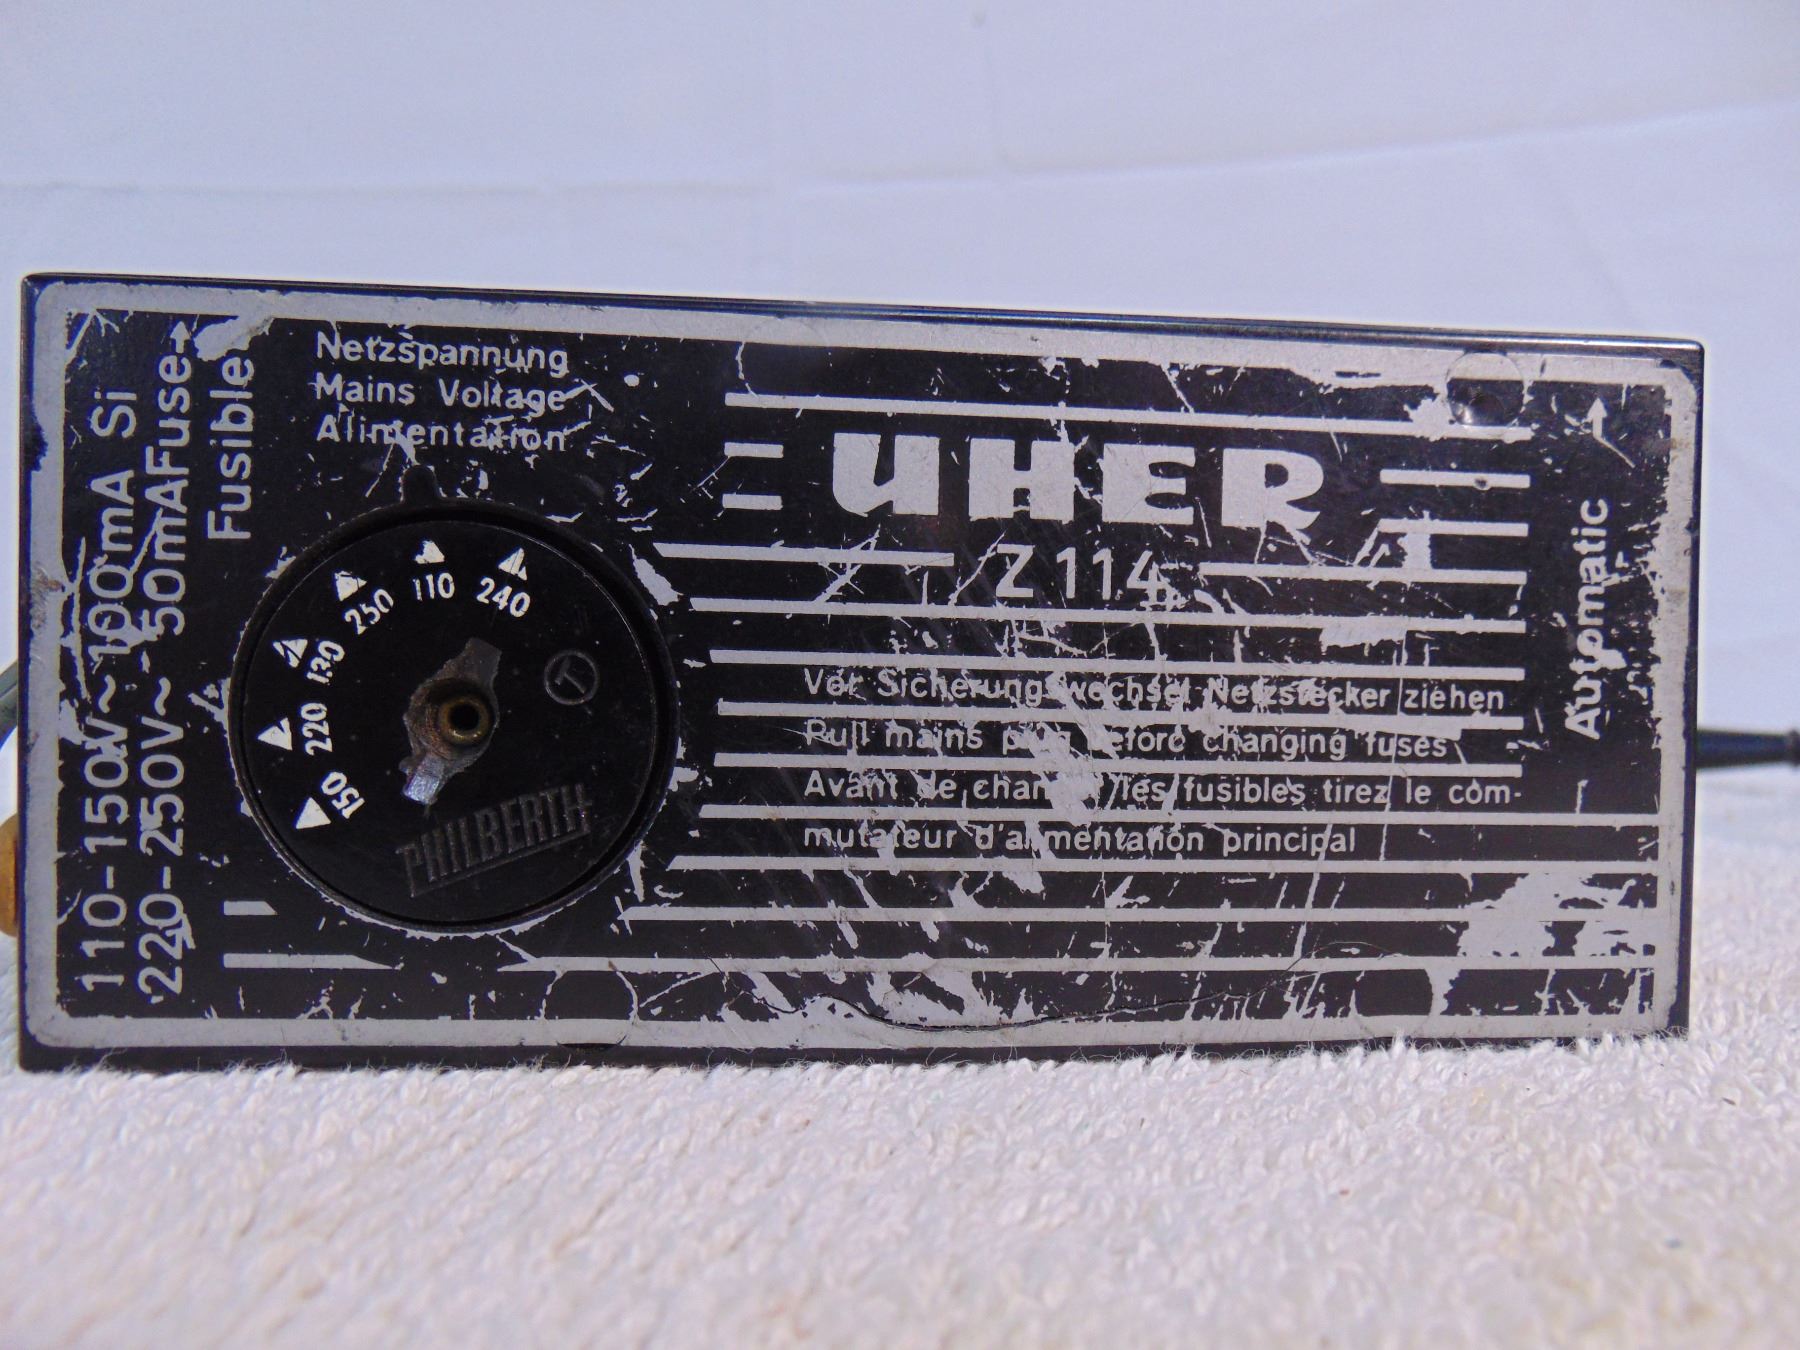 110-150V~100mA Si
220-250V~ 50mAFuse→
Fusible
Netzspannung
Mains Voltage
Alimentation
150 220 130 250 110 240
T
PHILBERTH
UHER
Z 114
Vor Sicherungswechsel Netzstecker ziehen
Pull mains plug before changing fuses
Avant de changer les fusibles tirez le com-
mutateur d'alimentation principal
Automatic →